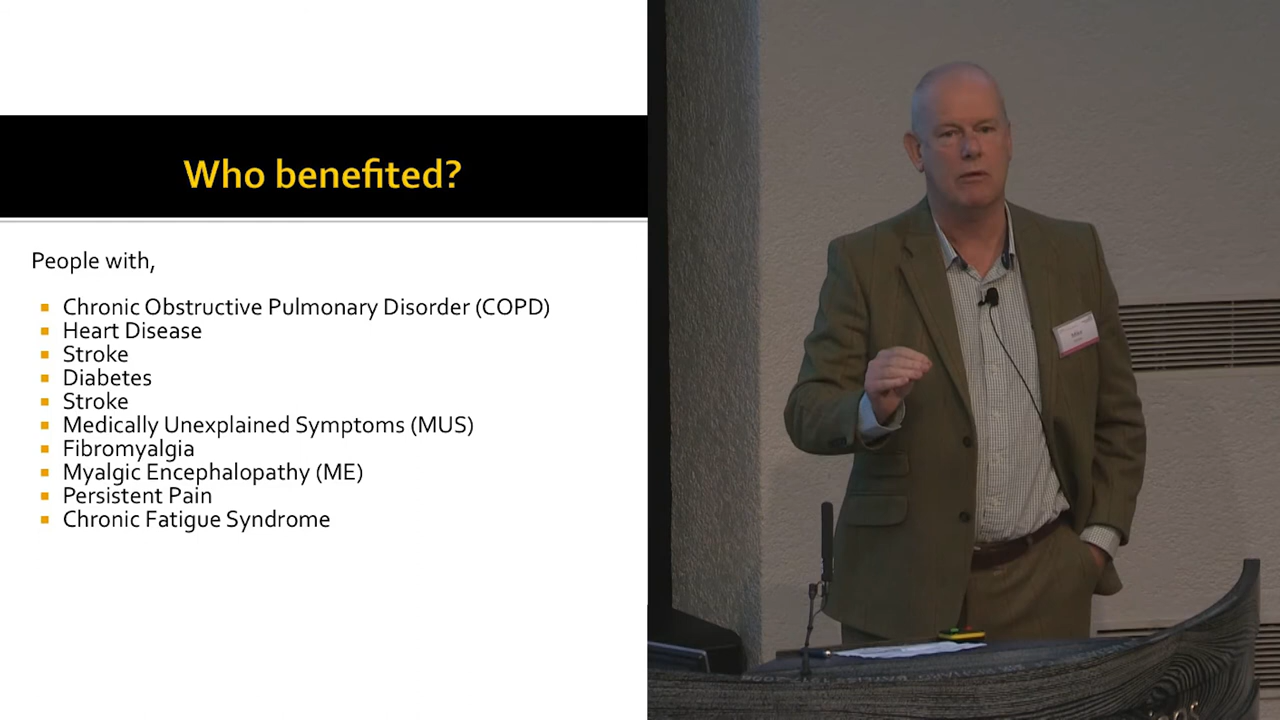 Who benefited?
People with,
Chronic Obstructive Pulmonary Disorder (COPD)
Heart Disease
Stroke
Diabetes
Stroke
Medically Unexplained Symptoms (MUS)
Fibromyalgia
Myalgic Encephalopathy (ME)
Persistent Pain
Chronic Fatigue Syndrome